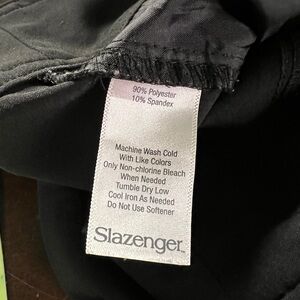 90% Polyester
10% Spandex
Machine Wash Cold
With Like Colors
Only Non-chlorine Bleach
When Needed
Tumble Dry Low
Cool Iron As Needed
Do Not Use Softener
Slazenger